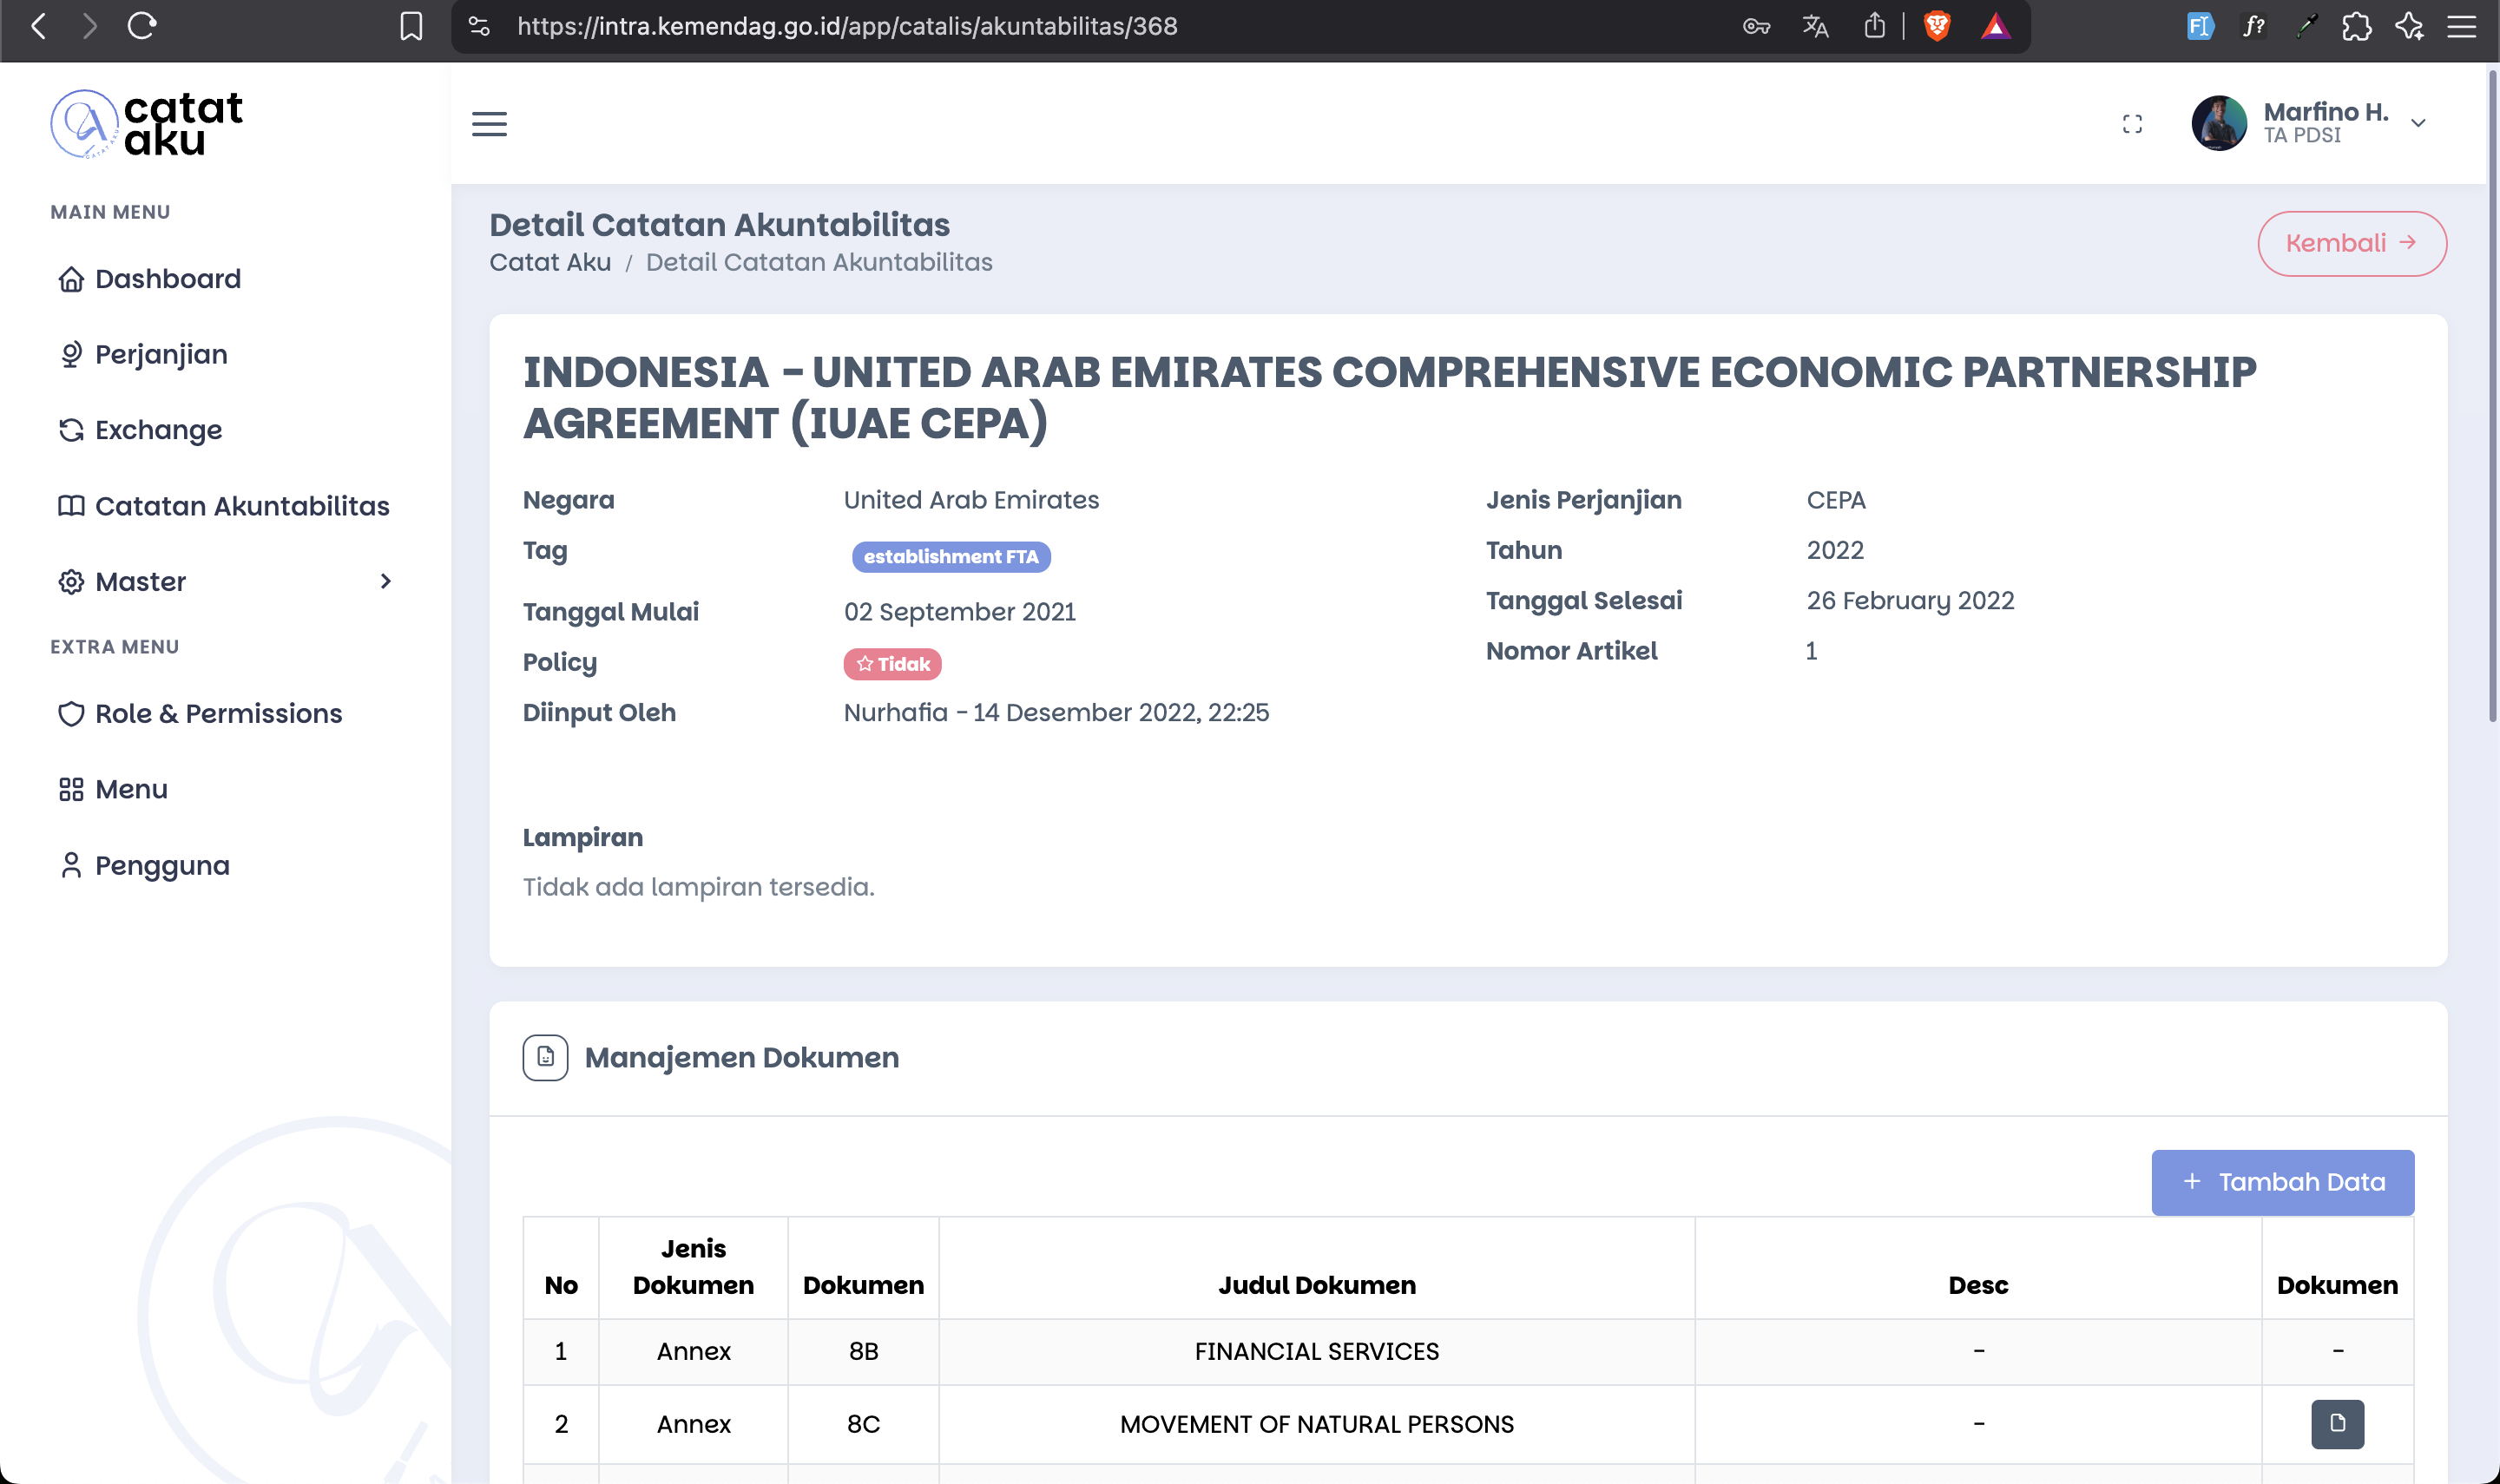 https://intra.kemendag.go.id/app/catalis/akuntabilitas/368
catat
aku
MAIN MENU
Dashboard
Perjanjian
Exchange
Catatan Akuntabilitas
Master
EXTRA MENU
Role & Permissions
Menu
Pengguna
Marfino H.
TA PDSI
Detail Catatan Akuntabilitas
Catat Aku / Detail Catatan Akuntabilitas
Kembali →
INDONESIA – UNITED ARAB EMIRATES COMPREHENSIVE ECONOMIC PARTNERSHIP
AGREEMENT (IUAE CEPA)
Negara United Arab Emirates
Tag establishment FTA
Tanggal Mulai 02 September 2021
Policy Tidak
Diinput Oleh Nurhafia - 14 Desember 2022, 22:25
Jenis Perjanjian CEPA
Tahun 2022
Tanggal Selesai 26 February 2022
Nomor Artikel 1
Lampiran
Tidak ada lampiran tersedia.
Manajemen Dokumen
+ Tambah Data
No Jenis Dokumen Dokumen Judul Dokumen Desc Dokumen
1 Annex 8B FINANCIAL SERVICES - -
2 Annex 8C MOVEMENT OF NATURAL PERSONS -